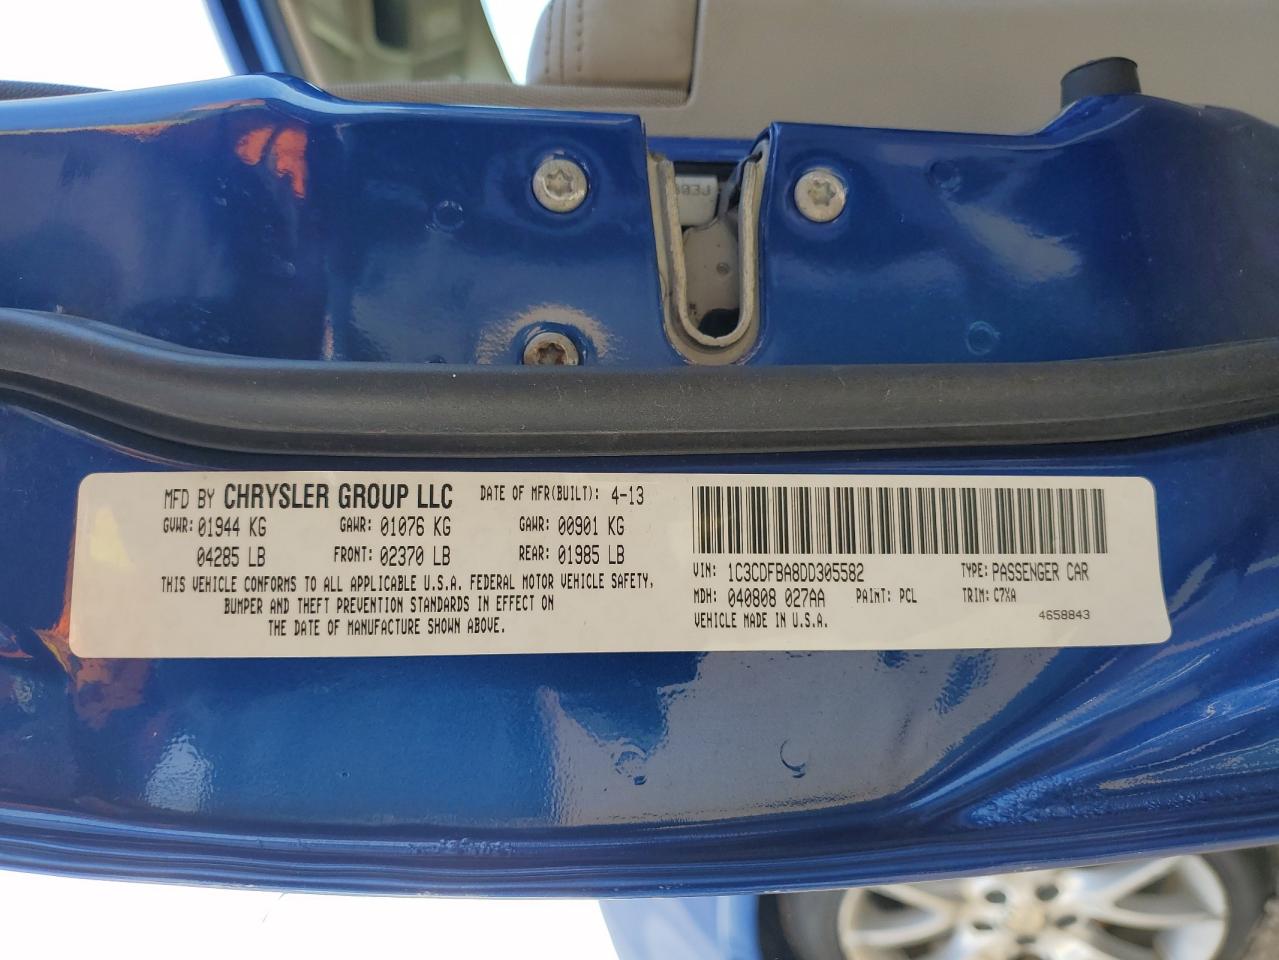 MFD BY CHRYSLER GROUP LLC DATE OF MFR(BUILT): 4-13
GVWR: 01944 KG GAWR: 01076 KG GAWR: 00901 KG
04285 LB FRONT: 02370 LB REAR: 01985 LB
THIS VEHICLE CONFORMS TO ALL APPLICABLE U.S.A. FEDERAL MOTOR VEHICLE SAFETY,
BUMPER AND THEFT PREVENTION STANDARDS IN EFFECT ON
THE DATE OF MANUFACTURE SHOWN ABOVE.
VIN: 1C3CDFBA8DD305582 TYPE: PASSENGER CAR
MDH: 040808 027AA PAINT: PCL TRIM: C7XA
VEHICLE MADE IN U.S.A. 4658843